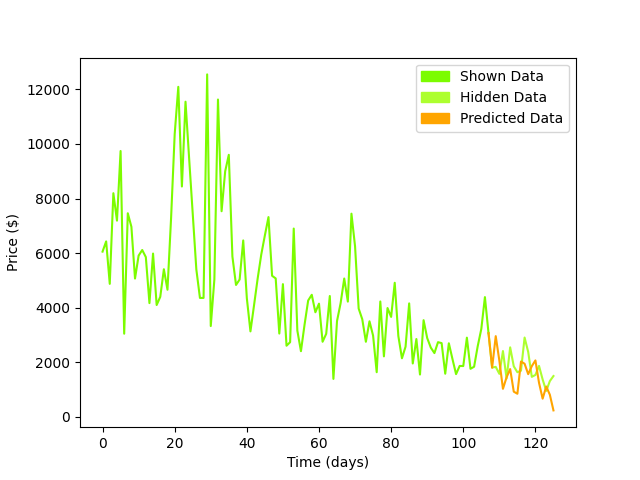 Shown Data
Hidden Data
Predicted Data
12000
10000
8000
6000
4000
2000
0
Price ($)
0 20 40 60 80 100 120
Time (days)